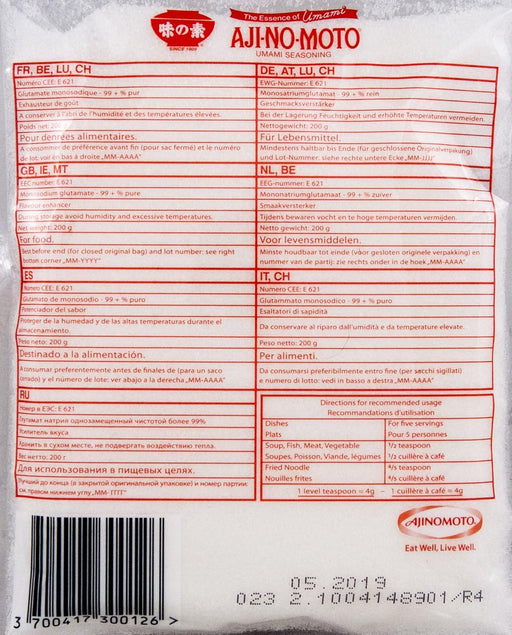 味の素
SINCE 1909
The Essence of Umami
AJI-NO-MOTO
UMAMI SEASONING
FR, BE, LU, CH
Numéro CEE: E 621
Glutamate monosodique - 99 + % pur
Exhausteur de goût
A conserver à l'abri de l'humidité et des températures élevées.
Poids net: 200 g
Pour denrées alimentaires.
A consommer de préférence avant fin (pour sac fermé) et le numéro
de lot: voir en bas à droite „MM-AAAA"
GB, IE, MT
EEC number: E 621
Monosodium glutamate - 99 + % pure
Flavour enhancer
During storage avoid humidity and excessive temperatures.
Net weight: 200 g
For food.
Best before end (for closed original bag) and lot number: see right
bottom corner „MM-YYYY"
ES
Número CEE: E 621
Glutamato de monosodio - 99 + % puro
Potenciador del sabor
Proteger de la humedad y de las altas temperaturas durante el
almacenamiento.
Peso neto: 200 g
Destinado a la alimentación.
Aconsumar preferentemente antes de finales de (para un saco
cerrado) y el número de lote: ver abajo a la derecha „MM-AAAA"
RU
Номер в ЕЭС: E 621
Глутамат натрия однозамещенный чистотой более 99%
Усилитель вкуса
Хранить в сухом месте, не подвергать воздействию тепла.
Вес нетто: 200 г
Для использования в пищевых целях.
Лучший до конца (в закрытой оригинальной упаковке) и номер партии:
см. правом нижнем углу „MM- ГГГГ"
DE, AT, LU, CH
EWG-Nummer: E 621
Monosatriumglutamat - 99 + % rein
Geschmacksverstärker
Bei der Lagerung Feuchtigkeit und erhöhte Temperaturen vermeiden.
Nettogewicht: 200 g
Für Lebensmittel.
Mindestens haltbar bis Ende (für geschlossene Originalverpackung)
und Lot-Nummer: siehe rechte untere Ecke „MM-JJJJ"
NL, BE
EEG-nummer: E 621
Mononatriumglutamaat - 99 + % zuiver
Smaakversterker
Tijdens bewaren vocht en te hoge temperaturen vermijden.
Netto gewicht: 200 g
Voor levensmiddelen.
Minste houdbaar tot einde (vóór gesloten originele verpakking) en
nummer van de partij: zie rechts onder in de hoek „MM-AAAA"
IT, CH
Numero CEE: E 621
Glutammato monosodico - 99 + % puro
Esaltatori di sapidità
Da conservare al riparo dall'umidità e da temperature elevate.
Peso netto: 200 g
Per alimenti.
Da consumarsi preferibilmente entro fine (per sacchi sigillati)
e numero di lotto: vedi in basso a destra „MM-AAAA"
Directions for recommended usage
Recommandations d'utilisation
Dishes For five servings
Plats Pour 5 personnes
Soup, Fish, Meat, Vegetable 1/2 teaspoon
Soupes, Poisson, Viande, légumes 1/2 cuillère à café
Fried Noodle 4/5 teaspoon
Nouilles frites 4/5 cuillère à café
1 level teaspoon = 4g - 1 cuillère à café = 4g
AJINOMOTO®
Eat Well, Live Well.
05.2019
023 2.1004148901/R4
3 700417 300126 >